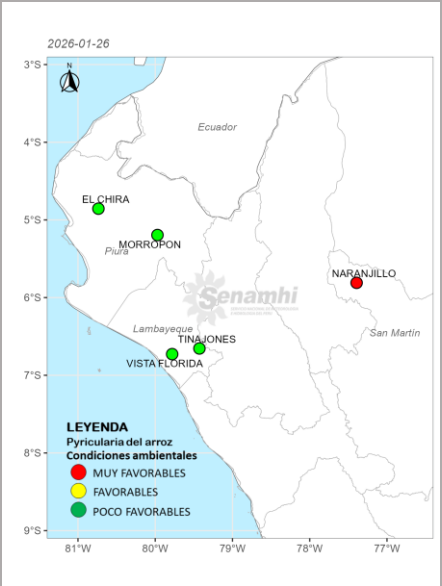 2026-01-26
N
3°S
Ecuador
4°S
EL CHIRA
5°S
MORROPON
Piura
NARANJILLO
6°S
Senamhi
Lambayeque
TINAJONES
San Martín
VISTA FLORIDA
7°S
LEYENDA
Pyricularia del arroz
Condiciones ambientales
8°S
MUY FAVORABLES
FAVORABLES
POCO FAVORABLES
9°S
81°W 80°W 79°W 78°W 77°W